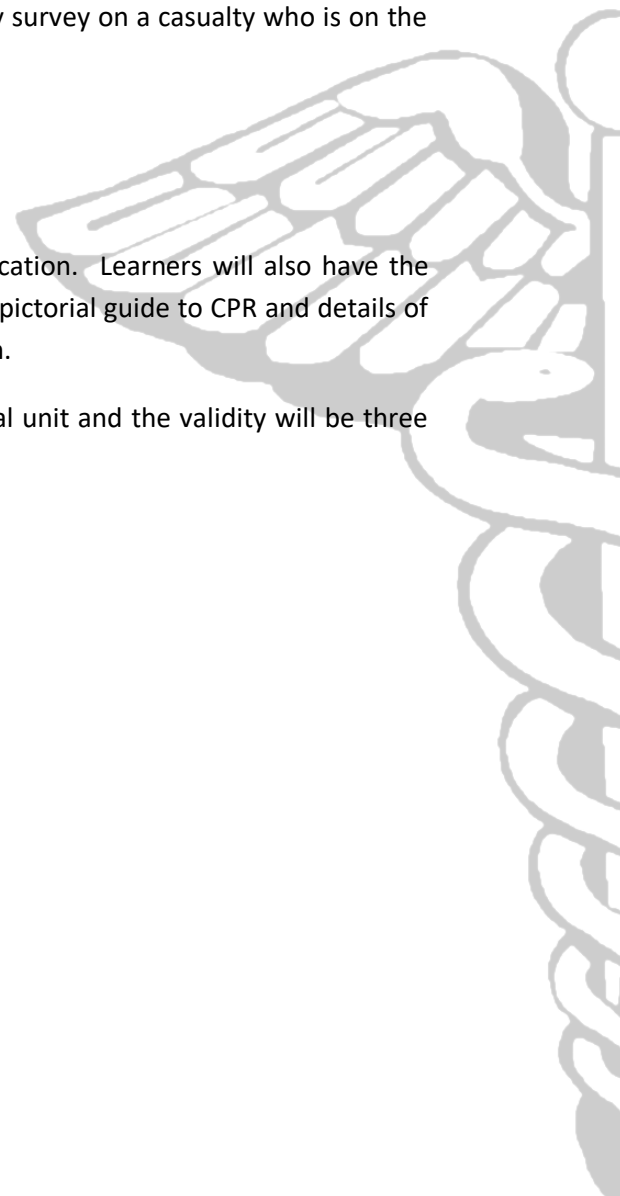 survey on a casualty who is on the
cation. Learners will also have the
pictorial guide to CPR and details of
al unit and the validity will be three